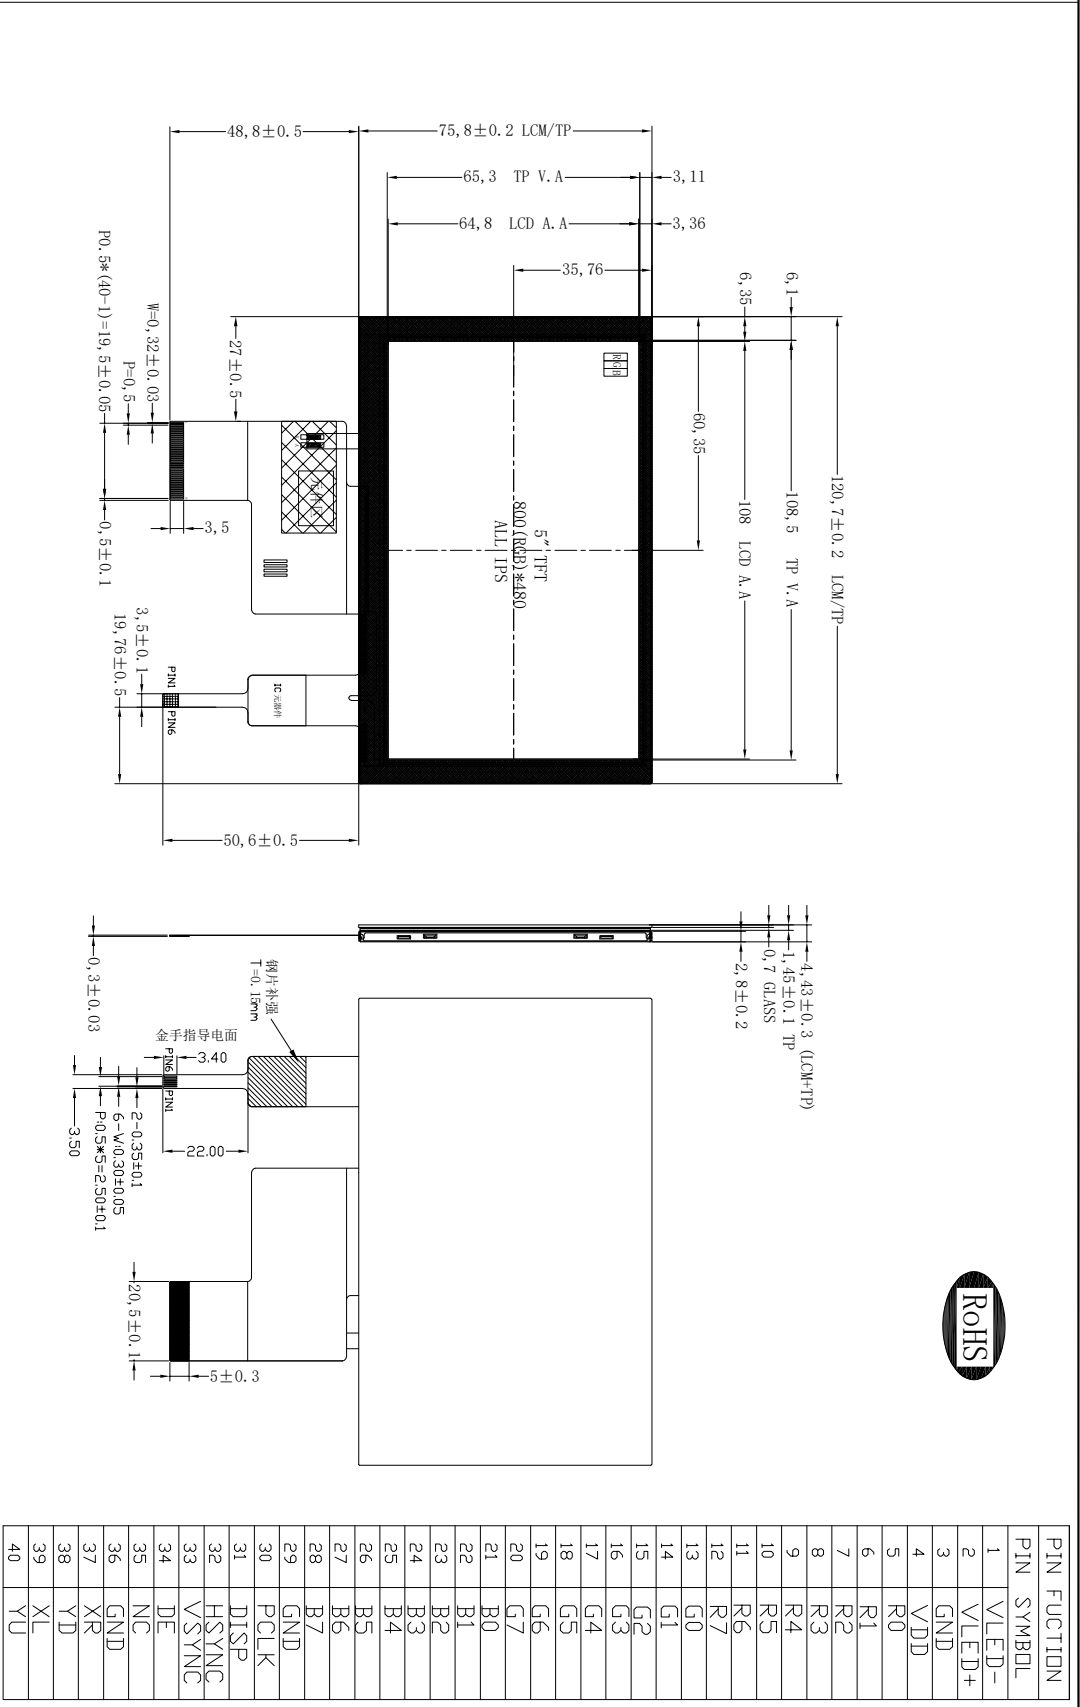 48,8±0.5
75,8±0.2 LCM/TP
65,3 TP V.A
3,11
64,8 LCD A.A
3,36
35,76
6,1
6,35
120,7±0.2 LCM/TP
108,5 TP V.A
108 LCD A.A
60,35
27±0.5
W=0,32±0.03
P=0,5
P0.5*(40-1)=19,5±0.05
0,5±0.1
3,5
RGB
元件区
5" TFT
800(RGB)*480
ALL IPS
3,5±0.1
19,76±0.5
PIN1
PIN6
IC元器件
50,6±0.5
4,43±0.3 (LCM+TP)
1,45±0.1 TP
0,7 GLASS
2,8±0.2
0,3±0.03
钢片补强
T=0.15mm
金手指导电面
PIN6
PIN1
3.40
22.00
2-0.35±0.1
6-W:0.30±0.05
P:0.5*5=2.50±0.1
3.50
20,5±0.1
5±0.3
RoHS
PIN FUCTION
PIN SYMBOL
1 VLED-
2 VLED+
3 GND
4 VDD
5 R0
6 R1
7 R2
8 R3
9 R4
10 R5
11 R6
12 R7
13 G0
14 G1
15 G2
16 G3
17 G4
18 G5
19 G6
20 G7
21 B0
22 B1
23 B2
24 B3
25 B4
26 B5
27 B6
28 B7
29 GND
30 PCLK
31 DISP
32 HSYNC
33 VSYNC
34 DE
35 NC
36 GND
37 XR
38 YD
39 XL
40 YU